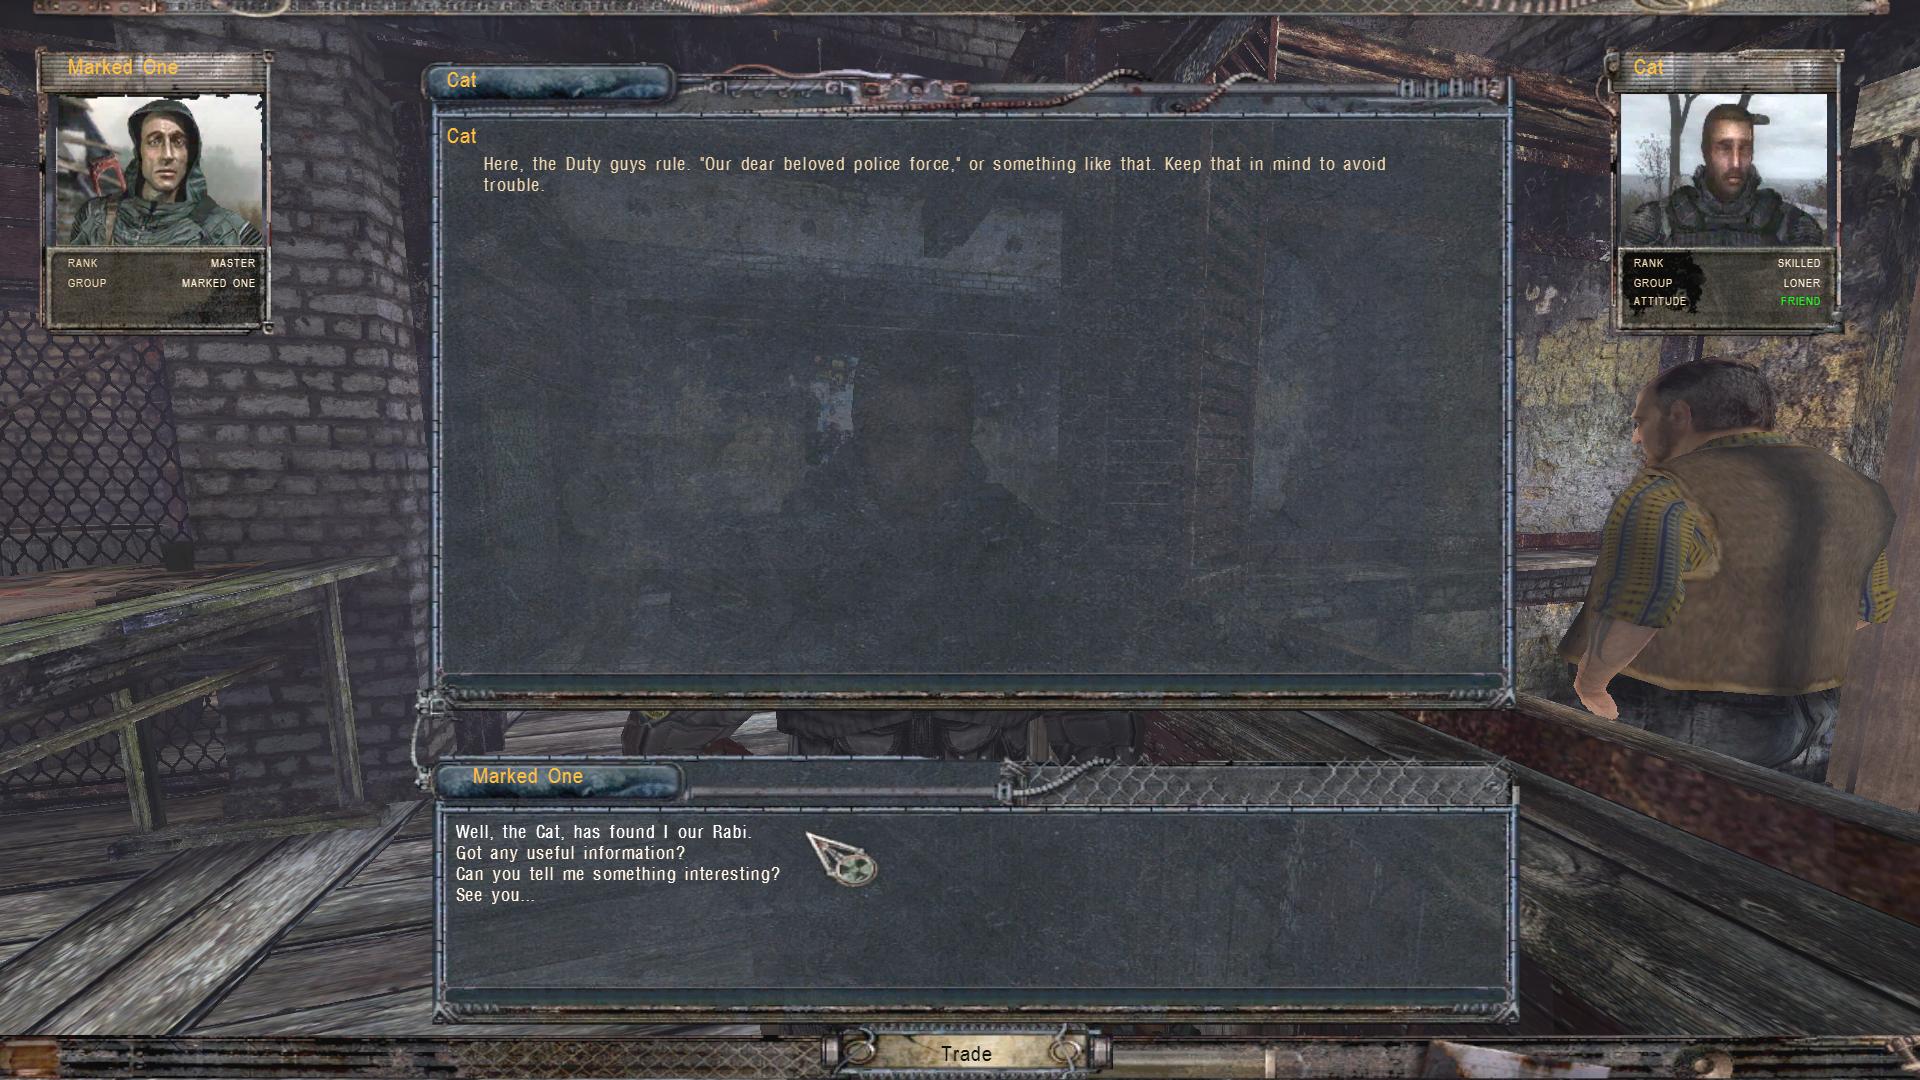 Marked One
RANK MASTER
GROUP MARKED ONE
Cat
Cat
Here, the Duty guys rule. "Our dear beloved police force," or something like that. Keep that in mind to avoid
trouble.
Cat
RANK SKILLED
GROUP LONER
ATTITUDE FRIEND
Marked One
Well, the Cat, has found I our Rabi.
Got any useful information?
Can you tell me something interesting?
See you...
Trade